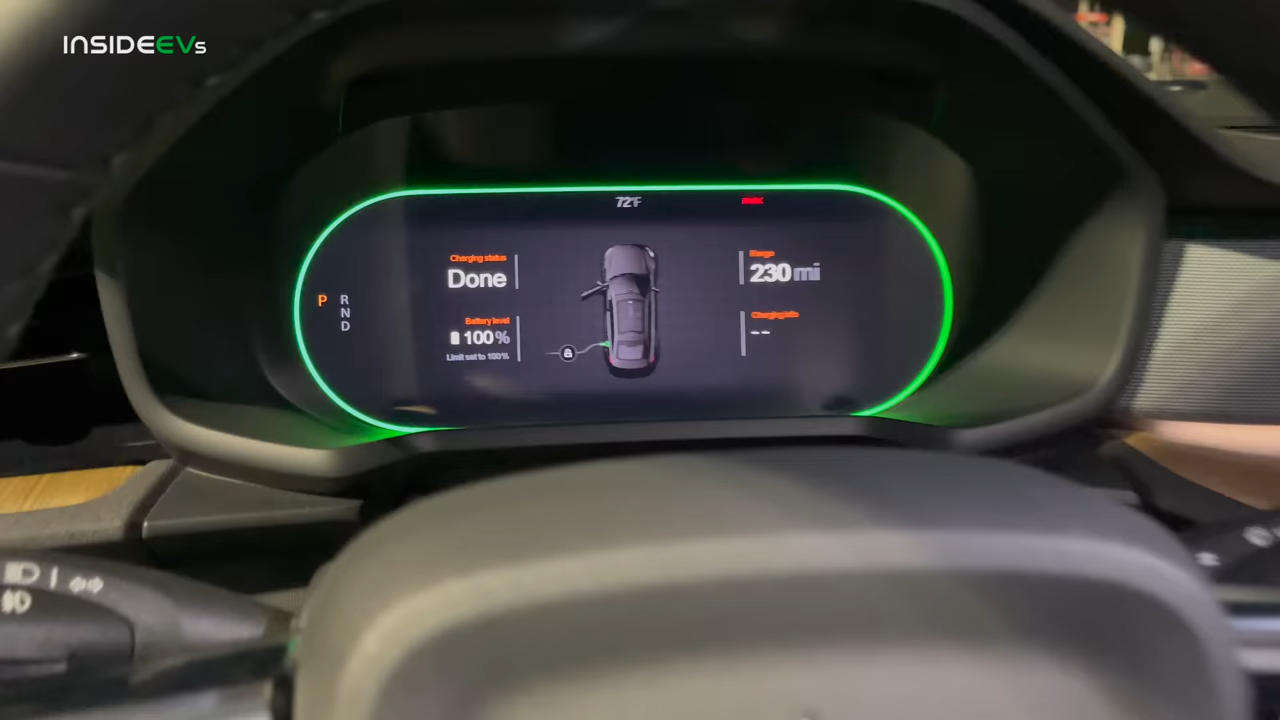 INSIDEEVs
72°F
Charging status
Done
Battery level
100%
Limit set to 100%
Range
230 mi
--
P
R
N
D